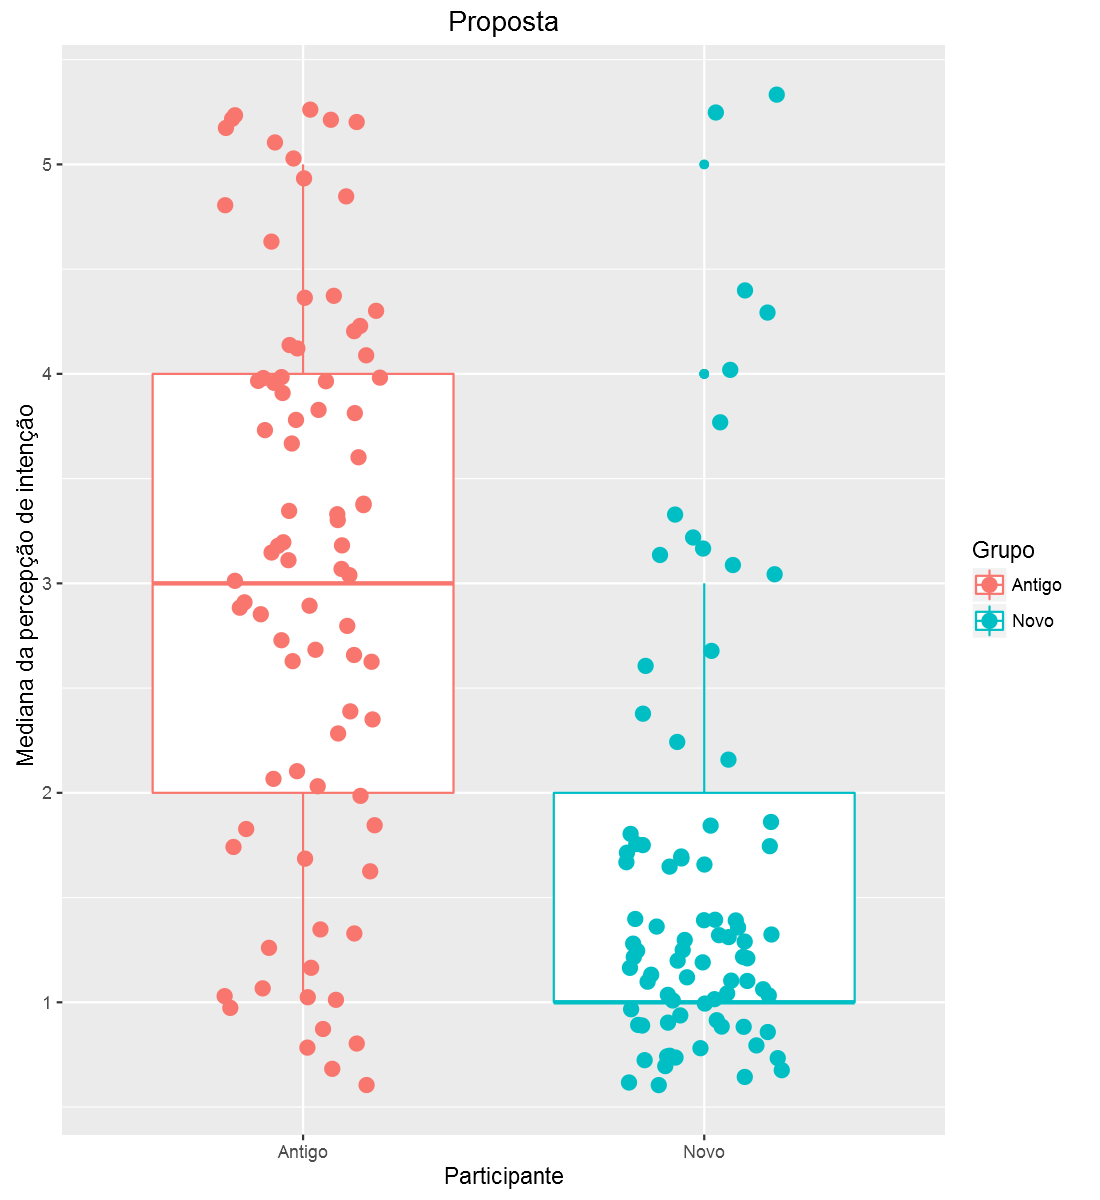 Proposta
Mediana da percepção de intenção
5
4
3
2
1
Antigo
Novo
Participante
Grupo
Antigo
Novo